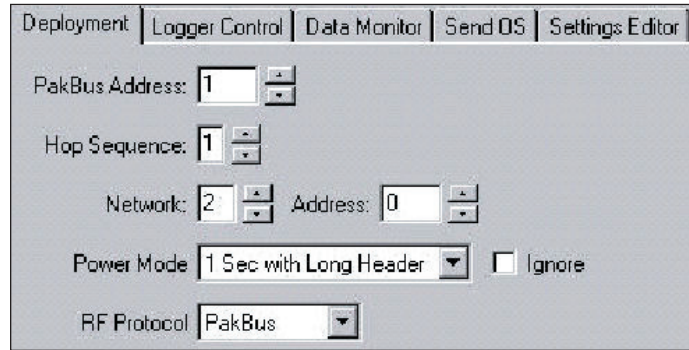 Deployment Logger Control Data Monitor Send OS Settings Editor
PakBus Address: 1
Hop Sequence: 1
Network: 2 Address: 0
Power Mode 1 Sec with Long Header Ignore
RF Protocol PakBus